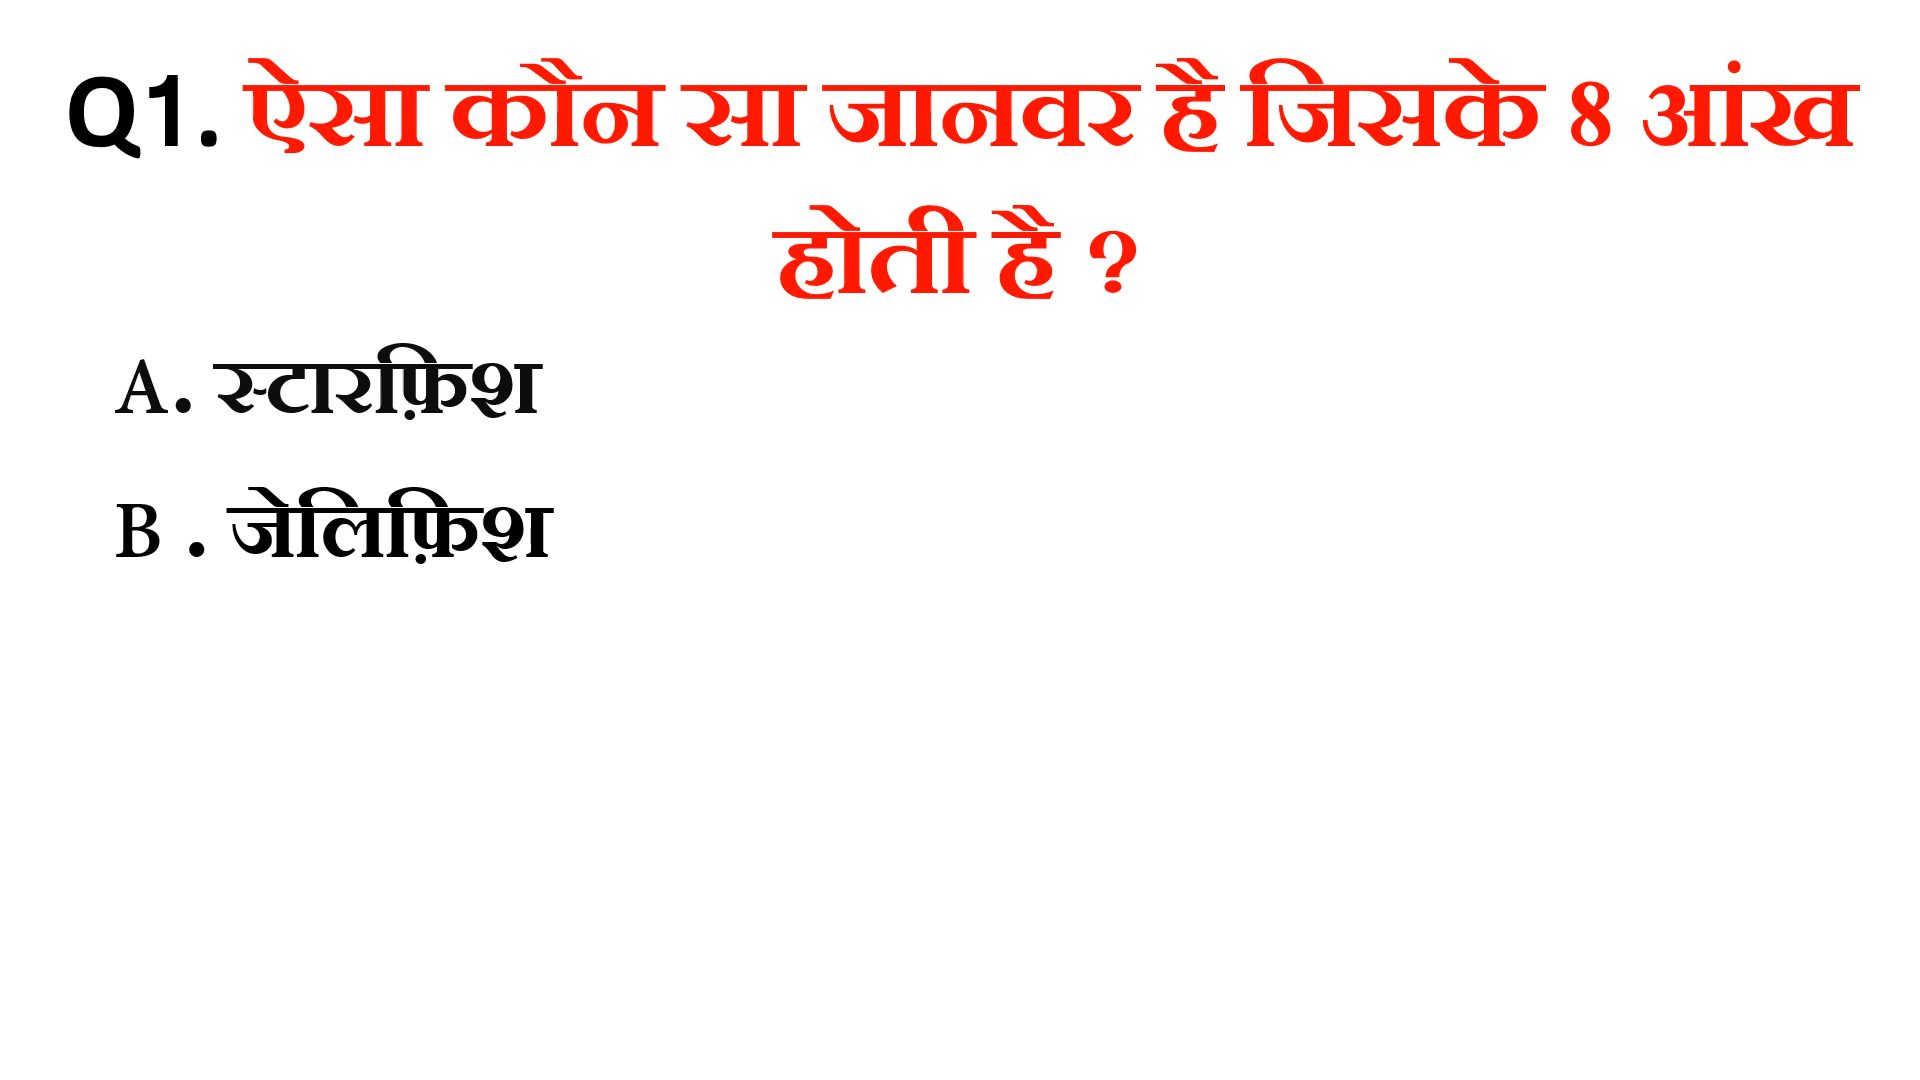 Q1. ऐसा कौन सा जानवर है जिसके 8 आंख
होती है ?
A. स्टारफ़िश
B . जेलिफ़िश